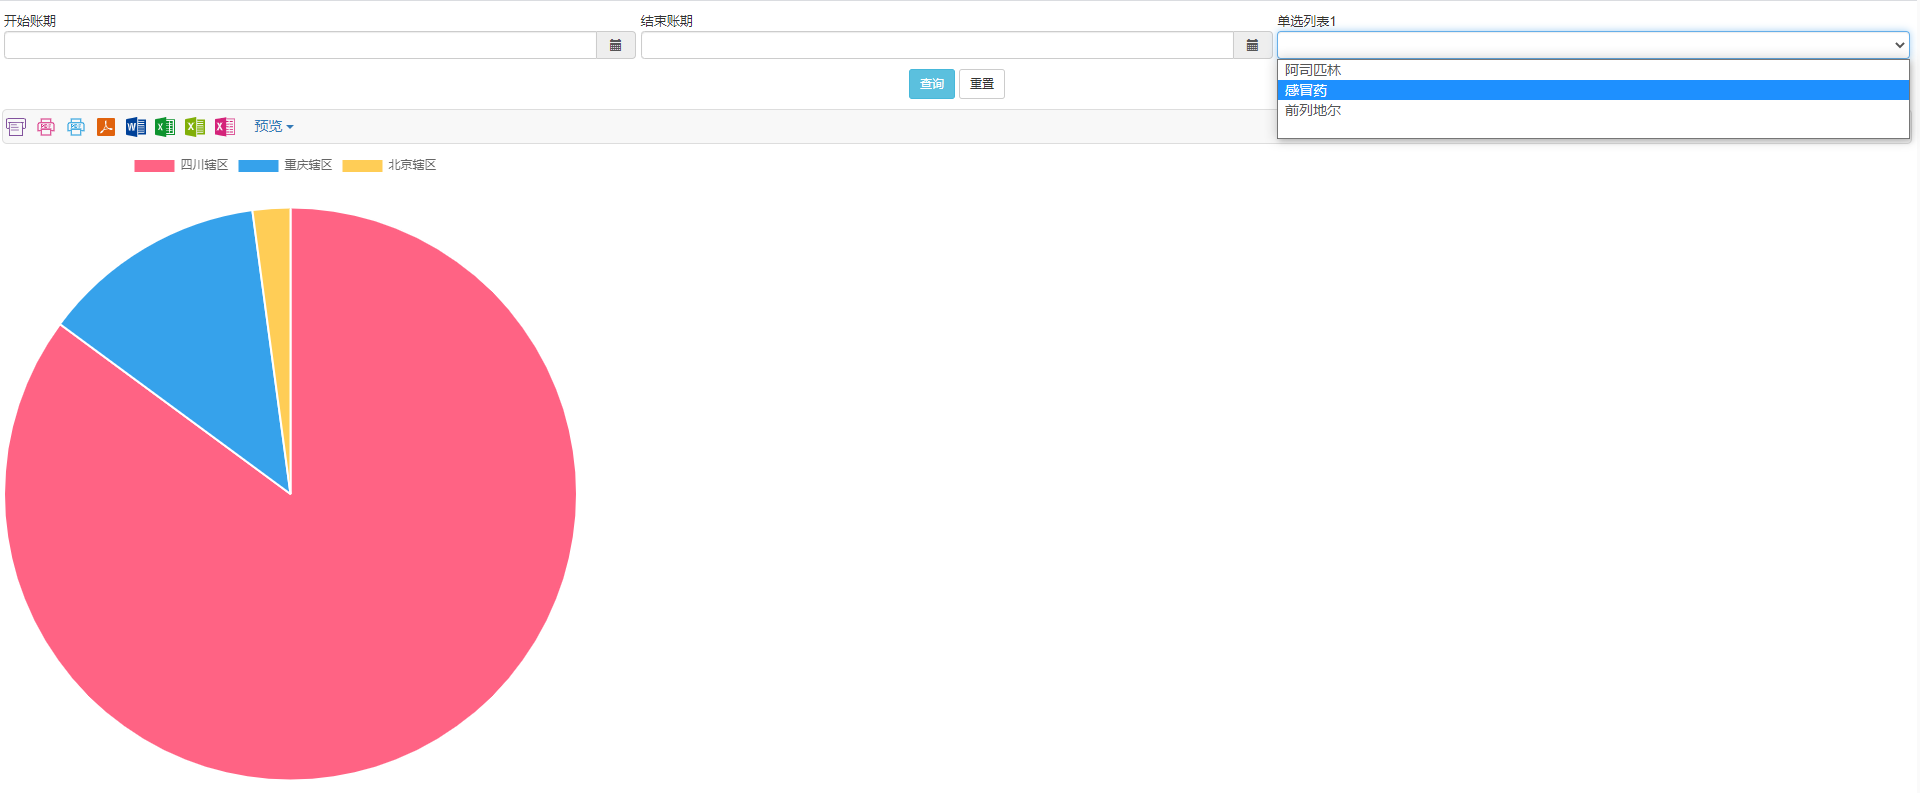 开始账期 结束账期 单选列表1
阿司匹林
查询 重置 感冒药
前列地尔
预览
四川辖区 重庆辖区 北京辖区